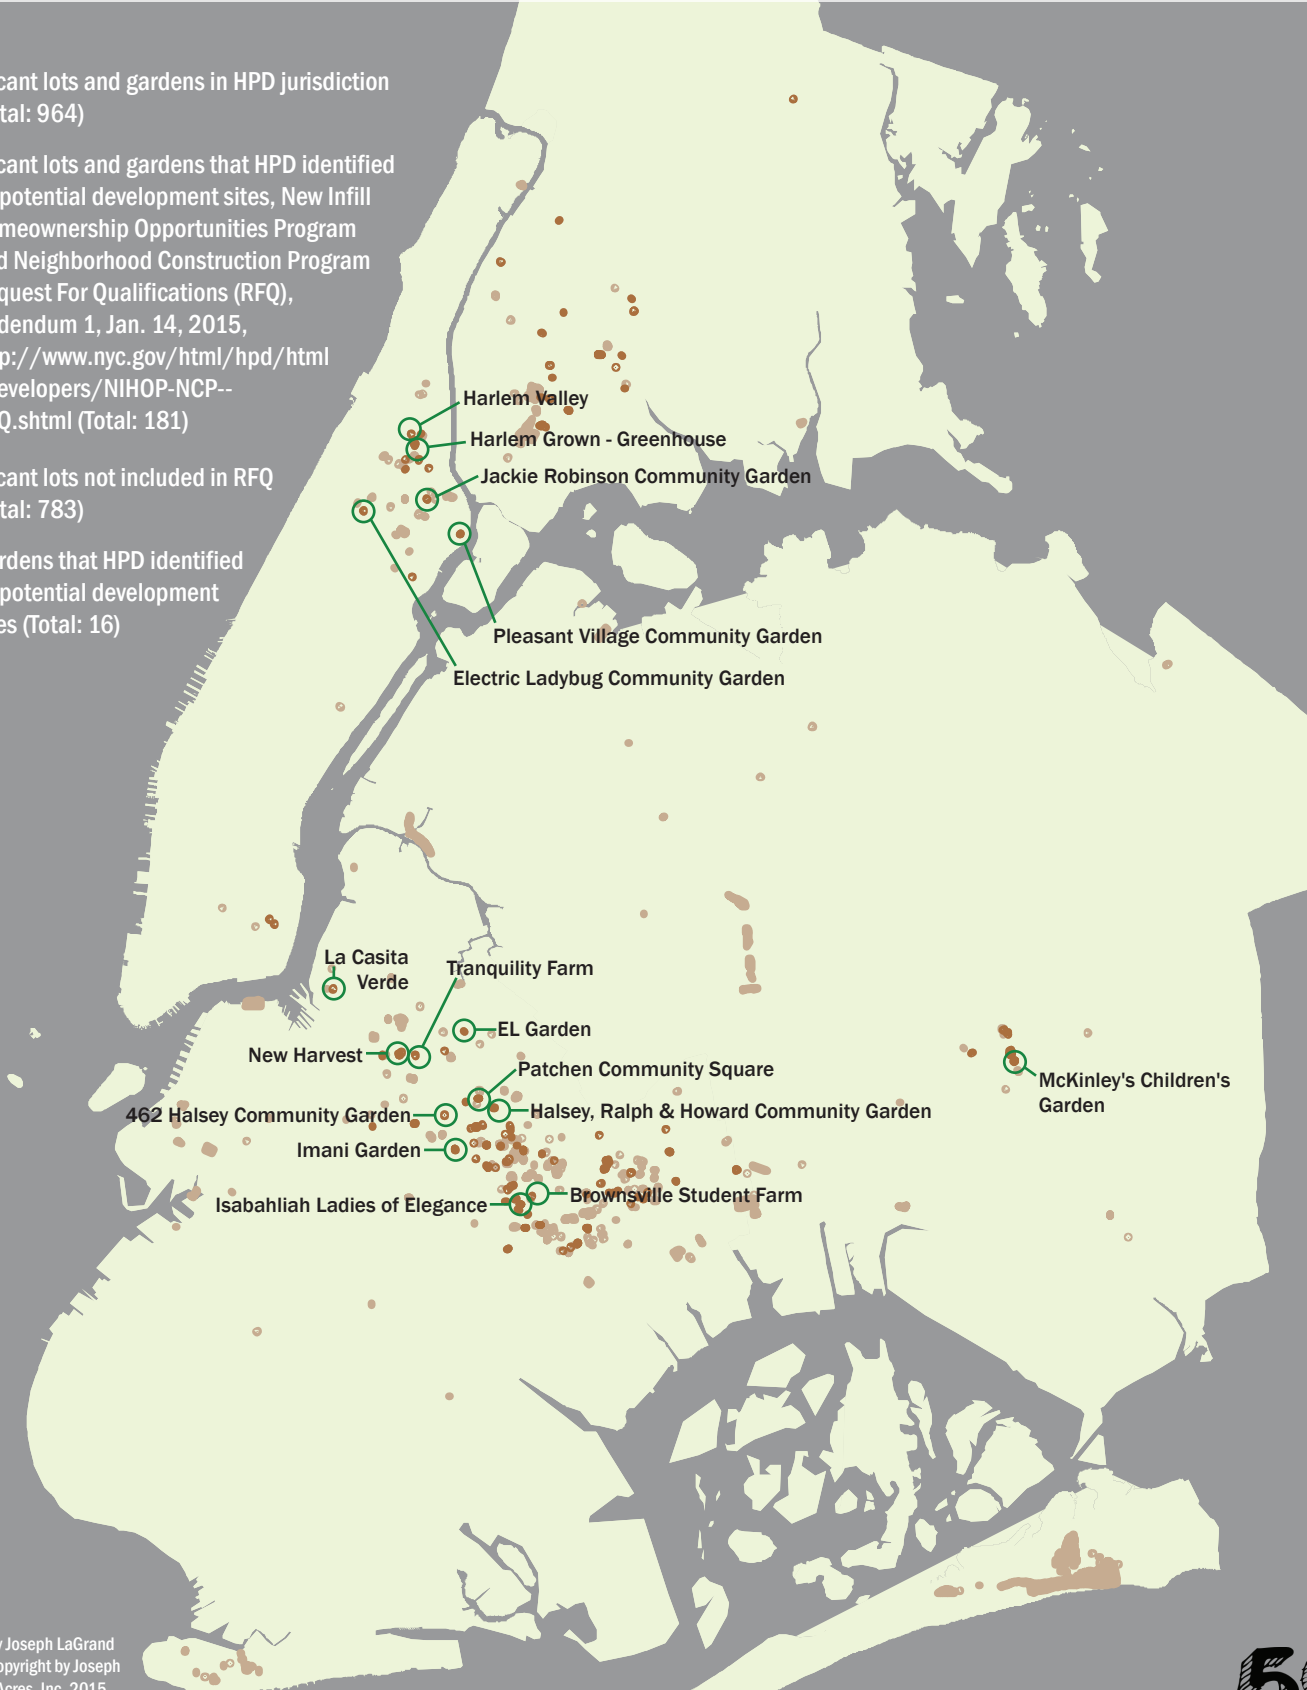 cant lots and gardens in HPD jurisdiction
tal: 964)
cant lots and gardens that HPD identified
potential development sites, New Infill
meownership Opportunities Program
d Neighborhood Construction Program
quest For Qualifications (RFQ),
dendum 1, Jan. 14, 2015,
p://www.nyc.gov/html/hpd/html
evelopers/NIHOP-NCP--
Q.shtml (Total: 181)
cant lots not included in RFQ
tal: 783)
rdens that HPD identified
potential development
es (Total: 16)
Harlem Valley
Harlem Grown - Greenhouse
Jackie Robinson Community Garden
Pleasant Village Community Garden
Electric Ladybug Community Garden
La Casita
Verde
Tranquility Farm
EL Garden
New Harvest
Patchen Community Square
McKinley's Children's
Garden
462 Halsey Community Garden
Halsey, Ralph & Howard Community Garden
Imani Garden
Isabahliah Ladies of Elegance
Brownsville Student Farm
y Joseph LaGrand
opyright by Joseph
Acres, Inc. 2015
5